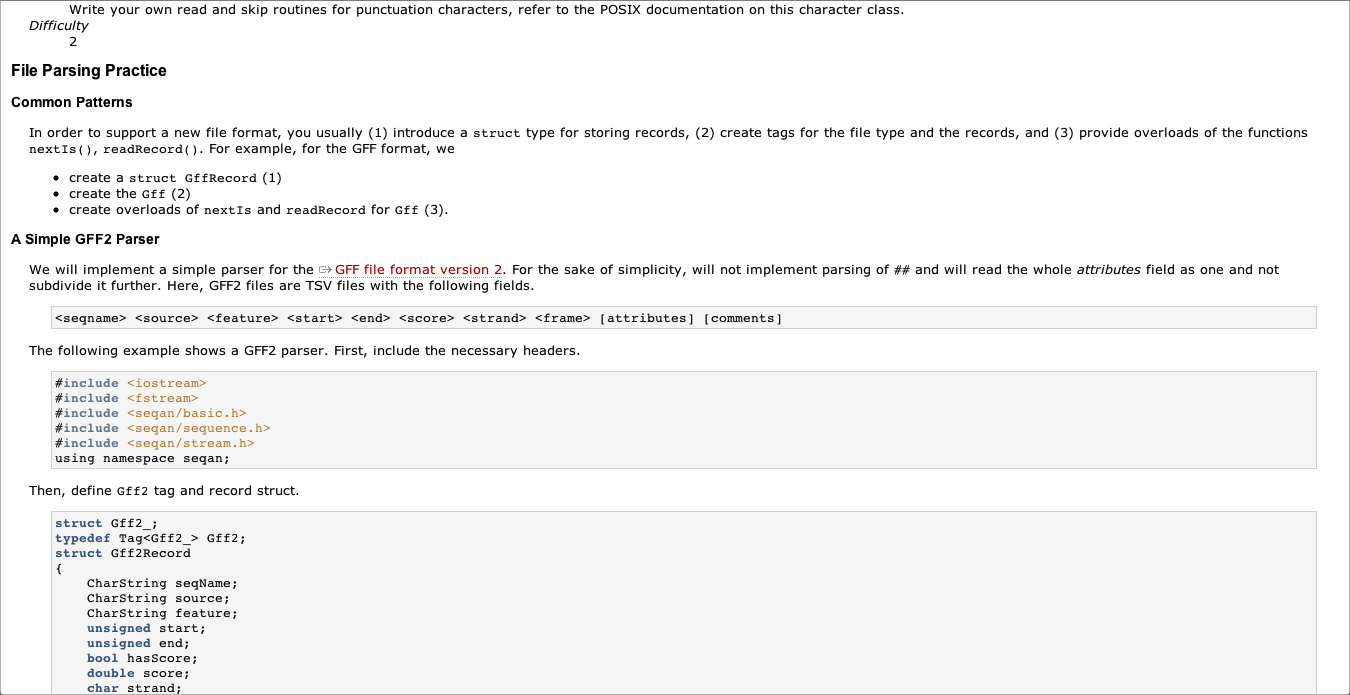 Write your own read and skip routines for punctuation characters, refer to the POSIX documentation on this character class.
Difficulty
2
File Parsing Practice
Common Patterns
In order to support a new file format, you usually (1) introduce a struct type for storing records, (2) create tags for the file type and the records, and (3) provide overloads of the functions
nextIs(), readRecord(). For example, for the GFF format, we
• create a struct GffRecord (1)
• create the Gff (2)
• create overloads of nextIs and readRecord for Gff (3).
A Simple GFF2 Parser
We will implement a simple parser for the GFF file format version 2. For the sake of simplicity, will not implement parsing of ## and will read the whole attributes field as one and not
subdivide it further. Here, GFF2 files are TSV files with the following fields.
<seqname> <source> <feature> <start> <end> <score> <strand> <frame> [attributes] [comments]
The following example shows a GFF2 parser. First, include the necessary headers.
#include <iostream>
#include <fstream>
#include <seqan/basic.h>
#include <seqan/sequence.h>
#include <seqan/stream.h>
using namespace seqan;
Then, define Gff2 tag and record struct.
struct Gff2_;
typedef Tag<Gff2_> Gff2;
struct Gff2Record
{
    CharString seqName;
    CharString source;
    CharString feature;
    unsigned start;
    unsigned end;
    bool hasScore;
    double score;
    char strand;